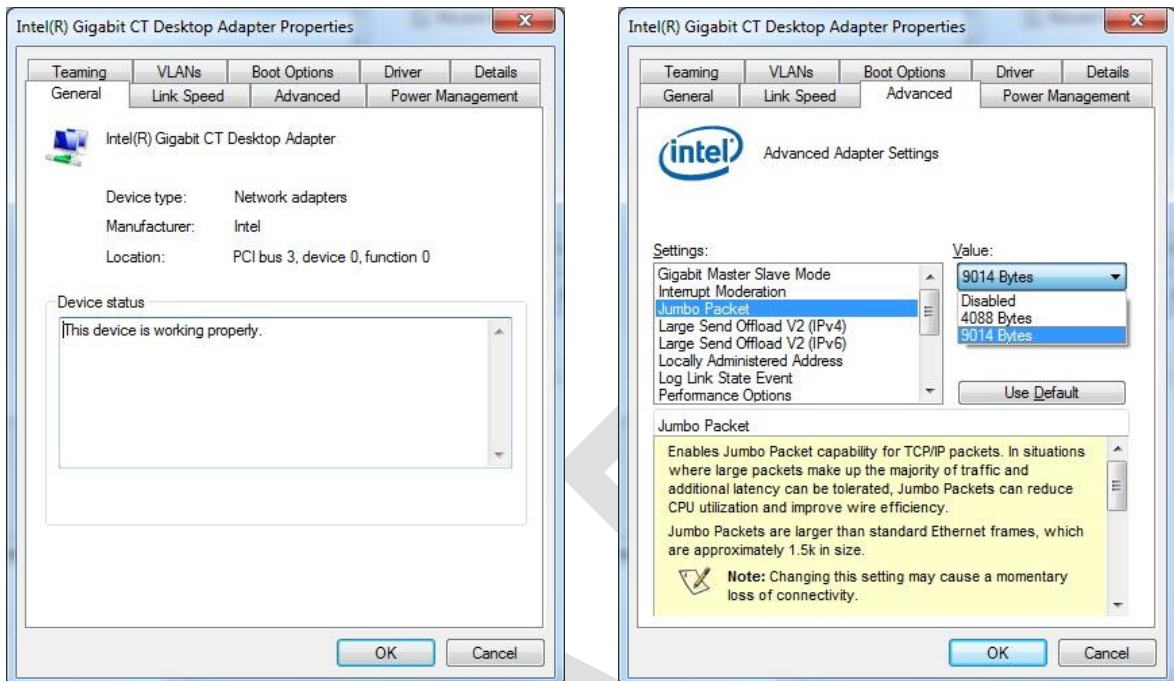 Intel(R) Gigabit CT Desktop Adapter Properties
Teaming VLANs Boot Options Driver Details
General Link Speed Advanced Power Management
Intel(R) Gigabit CT Desktop Adapter
Device type: Network adapters
Manufacturer: Intel
Location: PCI bus 3, device 0, function 0
Device status
This device is working properly.
OK Cancel
Intel(R) Gigabit CT Desktop Adapter Properties
Teaming VLANs Boot Options Driver Details
General Link Speed Advanced Power Management
intel Advanced Adapter Settings
Settings: Value:
Gigabit Master Slave Mode 9014 Bytes
Interrupt Moderation Disabled
Jumbo Packet 4088 Bytes
Large Send Offload V2 (IPv4) 9014 Bytes
Large Send Offload V2 (IPv6)
Locally Administered Address
Log Link State Event
Performance Options Use Default
Jumbo Packet
Enables Jumbo Packet capability for TCP/IP packets. In situations
where large packets make up the majority of traffic and
additional latency can be tolerated, Jumbo Packets can reduce
CPU utilization and improve wire efficiency.
Jumbo Packets are larger than standard Ethernet frames, which
are approximately 1.5k in size.
Note: Changing this setting may cause a momentary
loss of connectivity.
OK Cancel